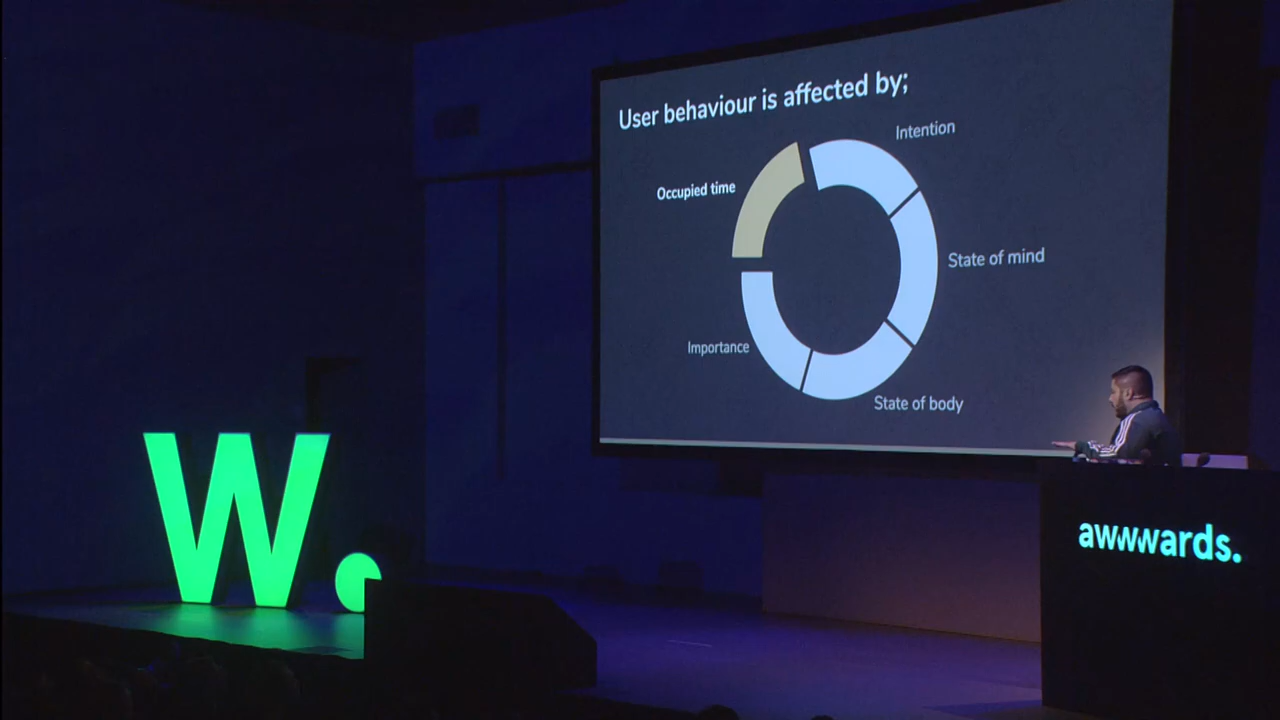 User behaviour is affected by;
Intention
Occupied time
State of mind
Importance
State of body
W.
awwwards.